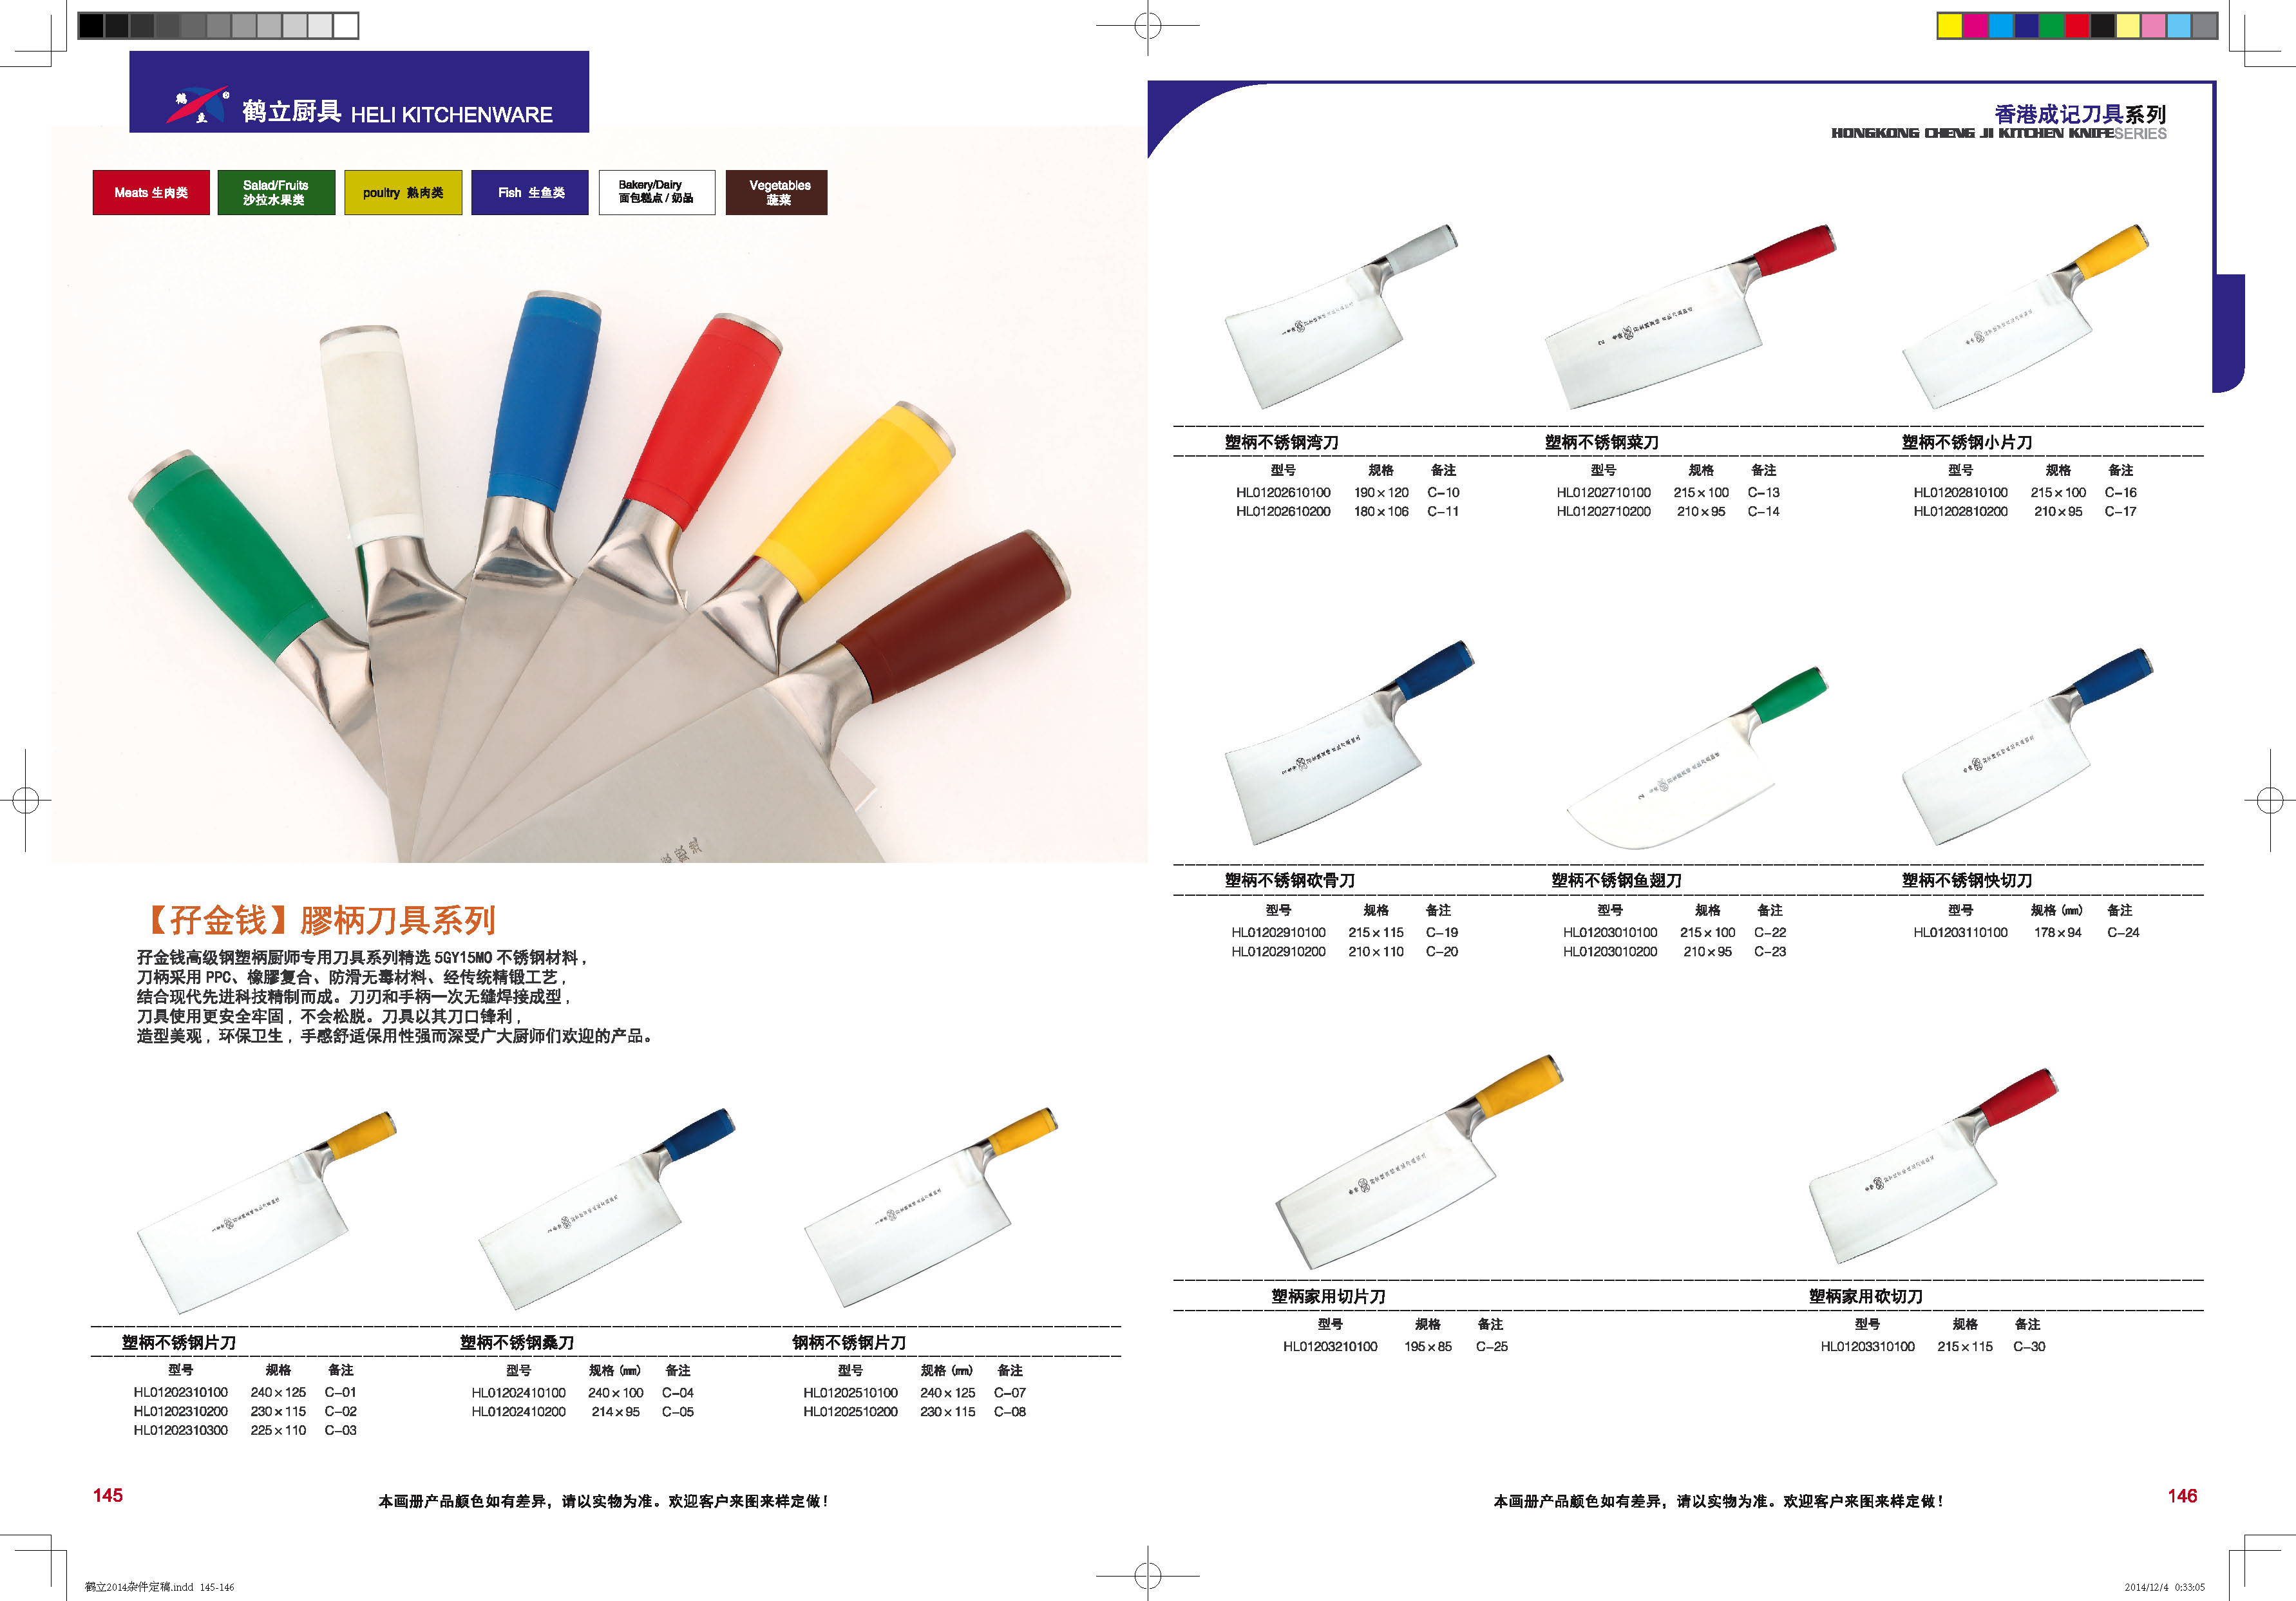 鹤立
®
鹤立厨具 HELI KITCHENWARE
Meats 生肉类
Salad/Fruits
沙拉水果类
poultry 熟肉类
Fish 生鱼类
Bakery/Dairy
面包糕点 / 奶品
Vegetables
蔬菜
【孖金钱】膠柄刀具系列
孖金钱高级钢塑柄厨师专用刀具系列精选 5GY15MO 不锈钢材料，
刀柄采用 PPC、橡膠复合、防滑无毒材料、经传统精锻工艺，
结合现代先进科技精制而成。刀刃和手柄一次无缝焊接成型，
刀具使用更安全牢固，不会松脱。刀具以其刀口锋利，
造型美观，环保卫生，手感舒适保用性强而深受广大厨师们欢迎的产品。
塑柄不锈钢片刀
型号 规格 备注
HL01202310100 240×125 C-01
HL01202310200 230×115 C-02
HL01202310300 225×110 C-03
塑柄不锈钢桑刀
型号 规格（mm） 备注
HL01202410100 240×100 C-04
HL01202410200 214×95 C-05
钢柄不锈钢片刀
型号 规格（mm） 备注
HL01202510100 240×125 C-07
HL01202510200 230×115 C-08
145
本画册产品颜色如有差异，请以实物为准。欢迎客户来图来样定做！
香港成记刀具系列
HONGKONG CHENG JI KITCHEN KNIFESERIES
塑柄不锈钢湾刀
型号 规格 备注
HL01202610100 190×120 C-10
HL01202610200 180×106 C-11
塑柄不锈钢菜刀
型号 规格 备注
HL01202710100 215×100 C-13
HL01202710200 210×95 C-14
塑柄不锈钢小片刀
型号 规格 备注
HL01202810100 215×100 C-16
HL01202810200 210×95 C-17
塑柄不锈钢砍骨刀
型号 规格 备注
HL01202910100 215×115 C-19
HL01202910200 210×110 C-20
塑柄不锈钢鱼翅刀
型号 规格 备注
HL01203010100 215×100 C-22
HL01203010200 210×95 C-23
塑柄不锈钢快切刀
型号 规格（mm） 备注
HL01203110100 178×94 C-24
塑柄家用切片刀
型号 规格 备注
HL01203210100 195×85 C-25
塑柄家用砍切刀
型号 规格 备注
HL01203310100 215×115 C-30
本画册产品颜色如有差异，请以实物为准。欢迎客户来图来样定做！
146
鹤立2014杂件定稿.indd 145-146
2014/12/4 0:33:05